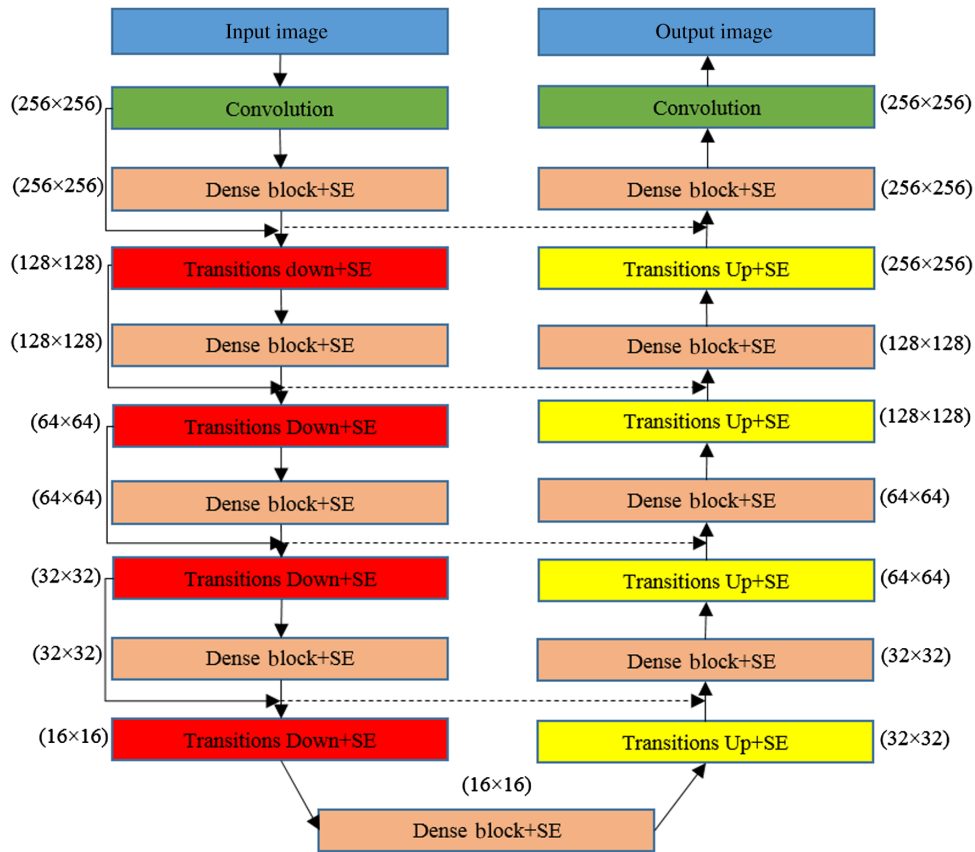 Input image
(256×256)
Convolution
(256×256)
Dense block+SE
(128×128)
Transitions down+SE
(128×128)
Dense block+SE
(64×64)
Transitions Down+SE
(64×64)
Dense block+SE
(32×32)
Transitions Down+SE
(32×32)
Dense block+SE
(16×16)
Transitions Down+SE
(16×16)
Dense block+SE
Output image
Convolution
(256×256)
Dense block+SE
(256×256)
Transitions Up+SE
(256×256)
Dense block+SE
(128×128)
Transitions Up+SE
(128×128)
Dense block+SE
(64×64)
Transitions Up+SE
(64×64)
Dense block+SE
(32×32)
Transitions Up+SE
(32×32)